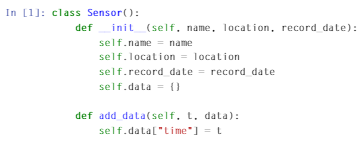 In [1]: class Sensor():
def __init__(self, name, location, record_date):
self.name = name
self.location = location
self.record_date = record_date
self.data = {}
def add_data(self, t, data):
self.data["time"] = t